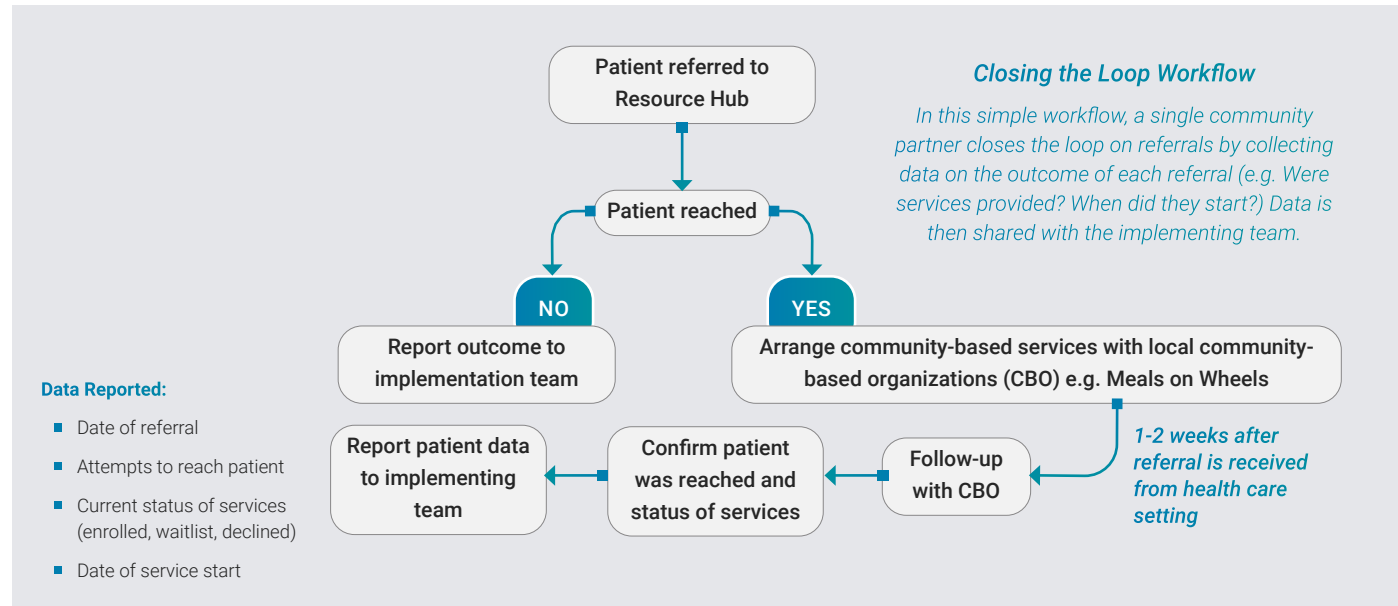 Patient referred to
Resource Hub
Closing the Loop Workflow
In this simple workflow, a single community
partner closes the loop on referrals by collecting
data on the outcome of each referral (e.g. Were
services provided? When did they start?) Data is
then shared with the implementing team.
Patient reached
NO
YES
Report outcome to
implementation team
Arrange community-based services with local community-
based organizations (CBO) e.g. Meals on Wheels
1-2 weeks after
referral is received
from health care
setting
Follow-up
with CBO
Confirm patient
was reached and
status of services
Report patient data
to implementing
team
Data Reported:
Date of referral
Attempts to reach patient
Current status of services
(enrolled, waitlist, declined)
Date of service start